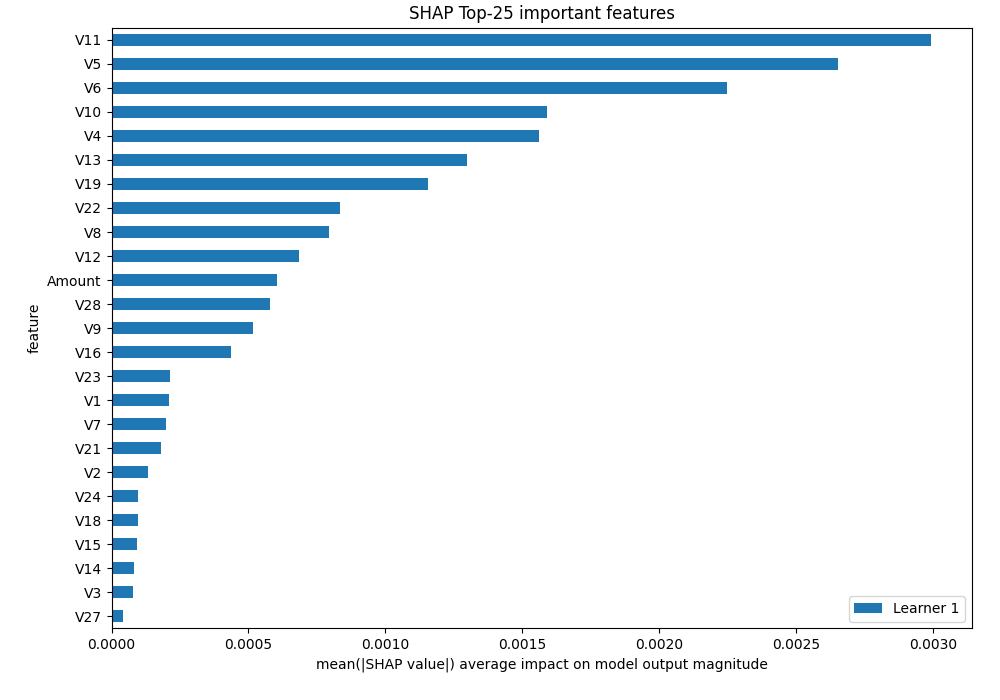 SHAP Top-25 important features
V11
V5
V6
V10
V4
V13
V19
V22
V8
V12
Amount
V28
V9
V16
V23
V1
V7
V21
V2
V24
V18
V15
V14
V3
V27
feature
Learner 1
0.0000 0.0005 0.0010 0.0015 0.0020 0.0025 0.0030
mean(|SHAP value|) average impact on model output magnitude